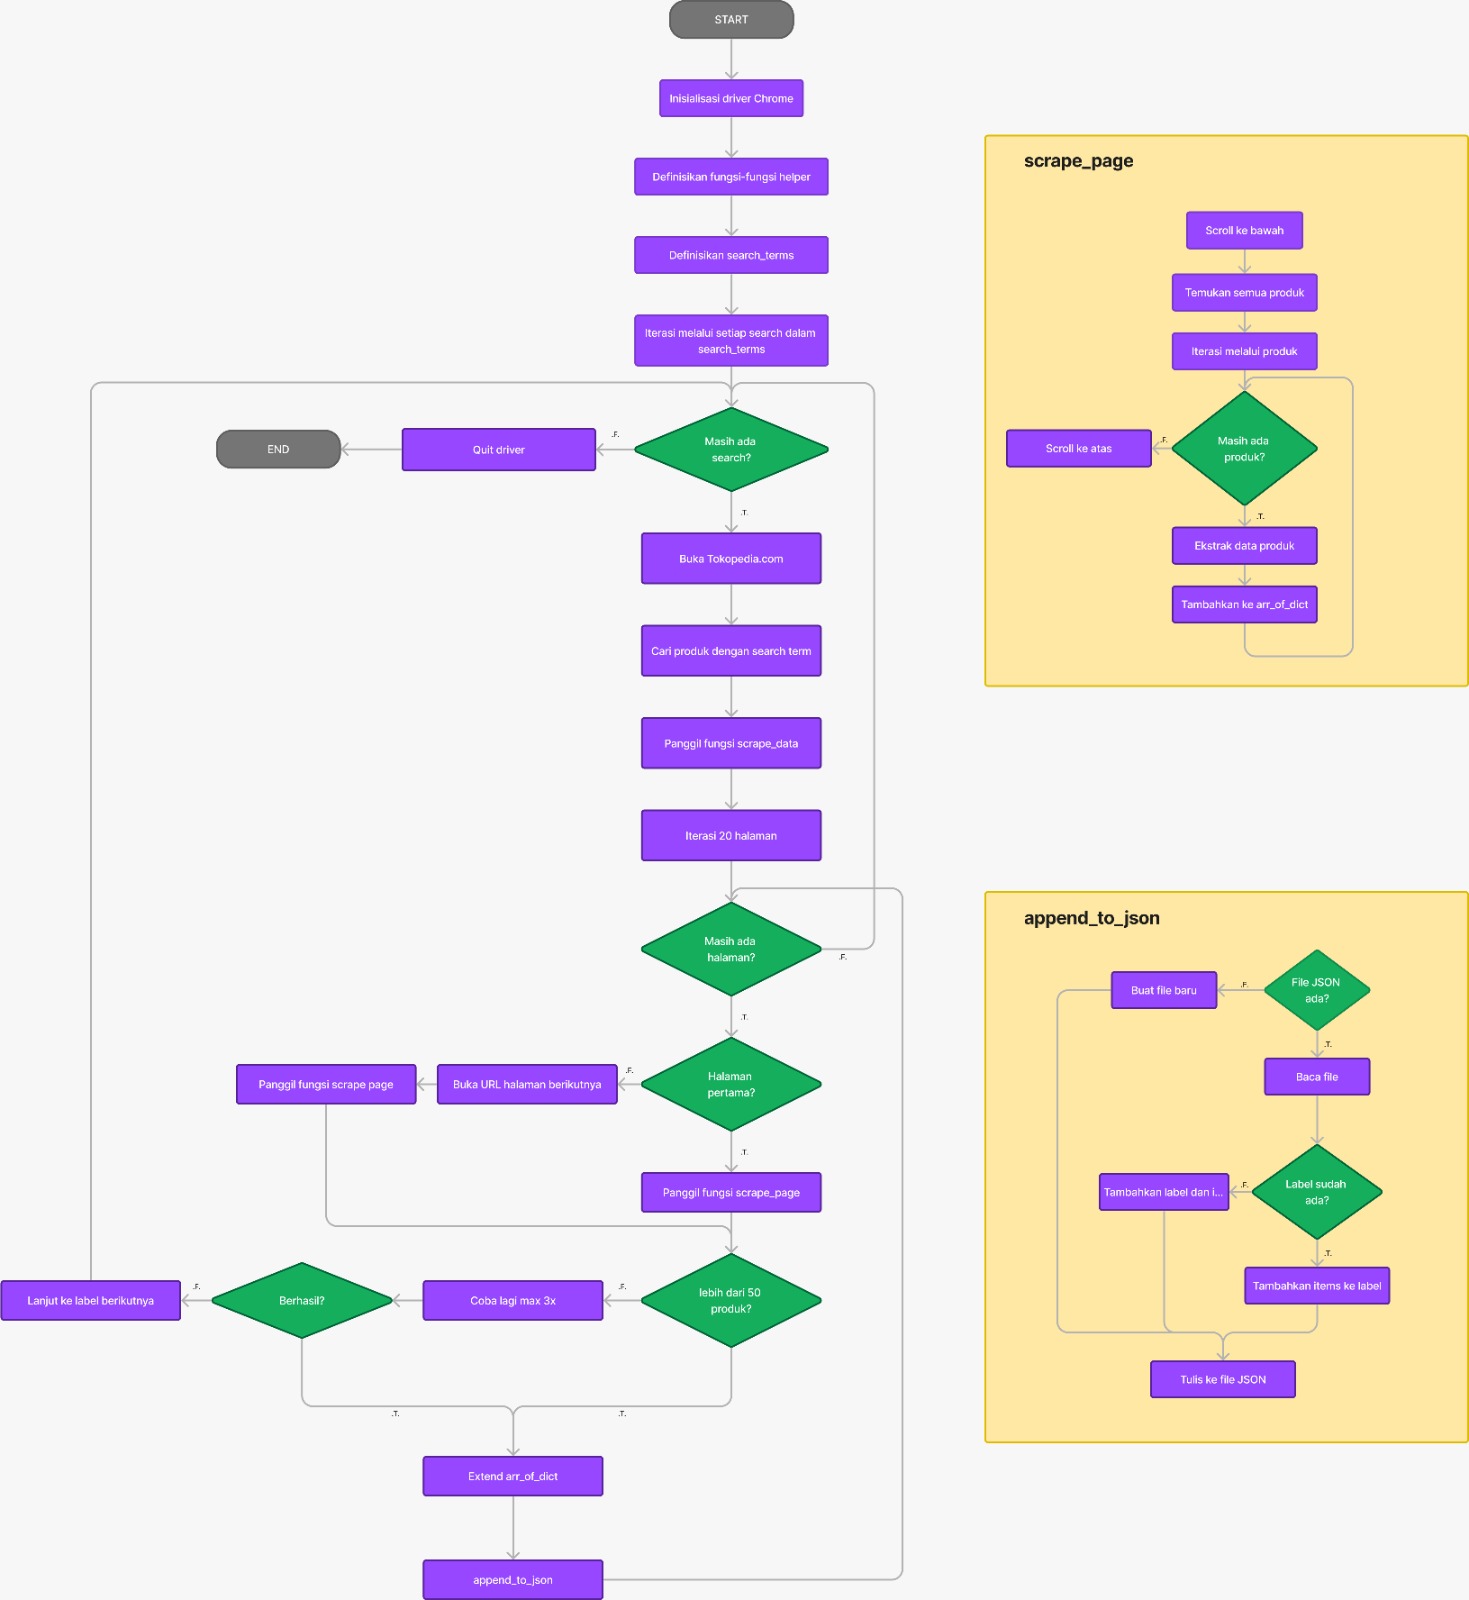 START
Inisialisasi driver Chrome
Definisikan fungsi-fungsi helper
Definisikan search_terms
Iterasi melalui setiap search dalam
search_terms
Masih ada
search?
.F.
Quit driver
END
.T.
Buka Tokopedia.com
Cari produk dengan search term
Panggil fungsi scrape_data
Iterasi 20 halaman
Masih ada
halaman?
.F.
.T.
Halaman
pertama?
.F.
Buka URL halaman berikutnya
Panggil fungsi scrape page
.T.
Panggil fungsi scrape_page
lebih dari 50
produk?
.F.
Coba lagi max 3x
Berhasil?
.F.
Lanjut ke label berikutnya
.T.
.T.
Extend arr_of_dict
append_to_json
scrape_page
Scroll ke bawah
Temukan semua produk
Iterasi melalui produk
Masih ada
produk?
.F.
Scroll ke atas
.T.
Ekstrak data produk
Tambahkan ke arr_of_dict
append_to_json
File JSON
ada?
.F.
Buat file baru
.T.
Baca file
Label sudah
ada?
.F.
Tambahkan label dan i...
.T.
Tambahkan items ke label
Tulis ke file JSON